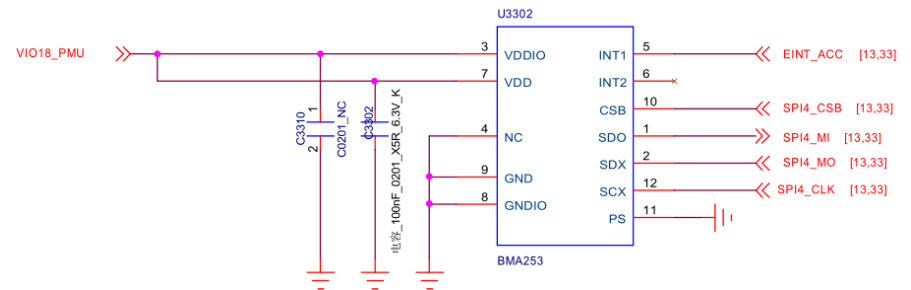 U3302
VIO18_PMU
3
VDDIO
INT1
5
EINT_ACC [13,33]
7
VDD
INT2
6
CSB
10
SPI4_CSB [13,33]
C3310
1
2
C0201_NC
C3302
电容_100nF_0201_X5R_6.3V_K
4
NC
SDO
1
SPI4_MI [13,33]
SDX
2
SPI4_MO [13,33]
9
GND
SCX
12
SPI4_CLK [13,33]
8
GNDIO
PS
11
BMA253